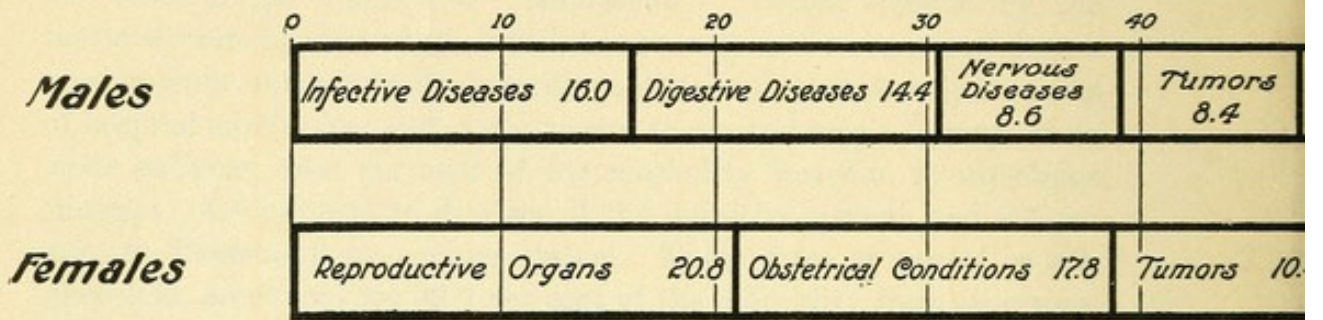 0 10 20 30 40
Males Infective Diseases 16.0 Digestive Diseases 14.4 Nervous Diseases 8.6 Tumors 8.4
Females Reproductive Organs 20.8 Obstetrical Conditions 17.8 Tumors 10.